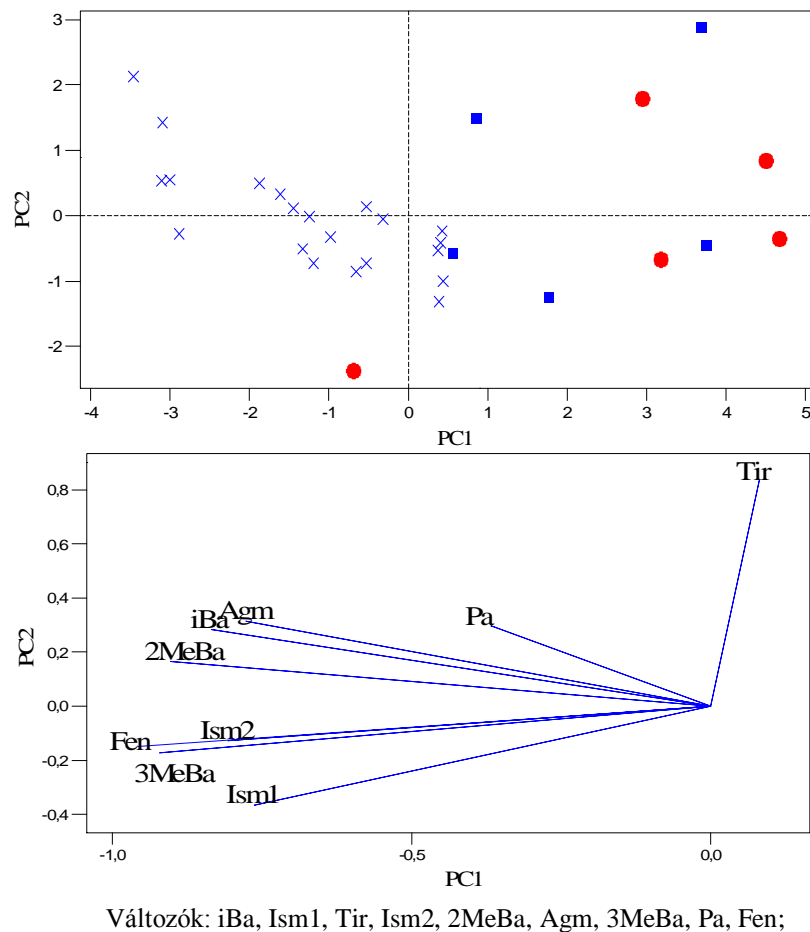 3
2
1
0
-1
-2
PC2
-4 -3 -2 -1 0 1 2 3 4 5
PC1
0,8
0,6
0,4
0,2
0,0
-0,2
-0,4
PC2
Tir
Agm
iBa
Pa
2MeBa
Ism2
Fen
3MeBa
Ism1
-1,0 -0,5 0,0
PC1
Változók: iBa, Ism1, Tir, Ism2, 2MeBa, Agm, 3MeBa, Pa, Fen;